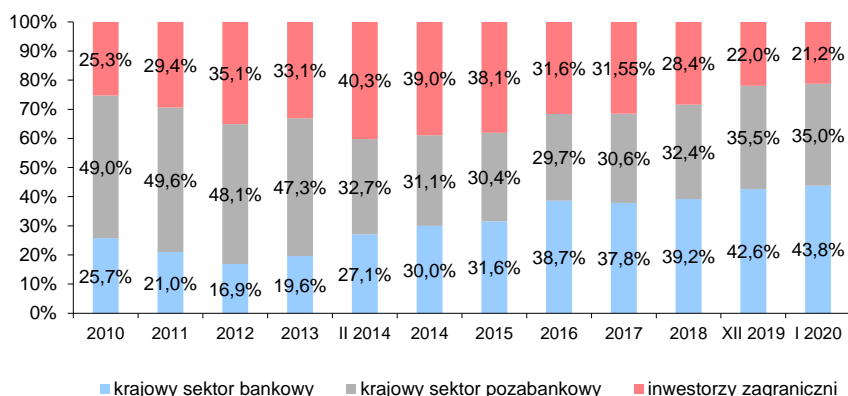 100%
90%
80%
70%
60%
50%
40%
30%
20%
10%
0%
25,3% 29,4% 35,1% 33,1% 40,3% 39,0% 38,1% 31,6% 31,55% 28,4% 22,0% 21,2%
49,0% 49,6% 48,1% 47,3% 32,7% 31,1% 30,4% 29,7% 30,6% 32,4% 35,5% 35,0%
25,7% 21,0% 16,9% 19,6% 27,1% 30,0% 31,6% 38,7% 37,8% 39,2% 42,6% 43,8%
2010 2011 2012 2013 II 2014 2014 2015 2016 2017 2018 XII 2019 I 2020
krajowy sektor bankowy krajowy sektor pozabankowy inwestorzy zagraniczni